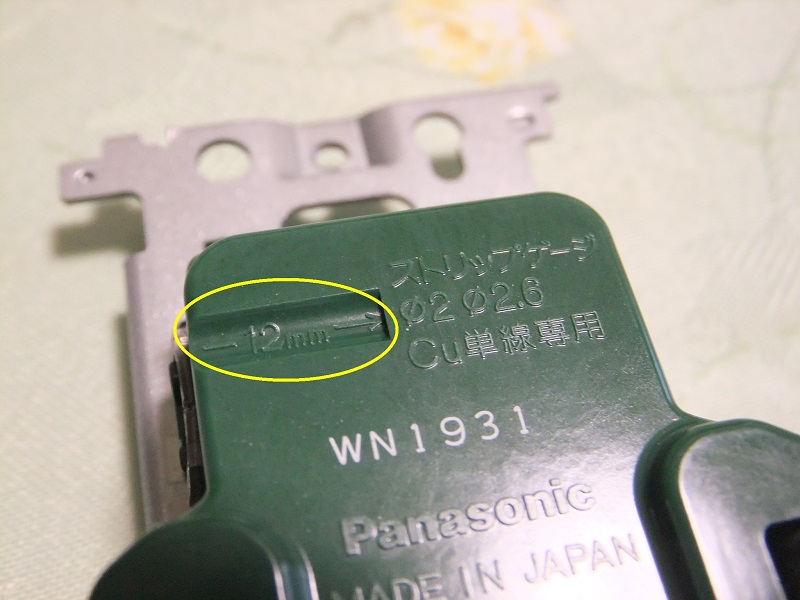 ストリップゲージ
φ2 φ2.6
12mm
Cu単線専用
WN1931
Panasonic
MADE IN JAPAN